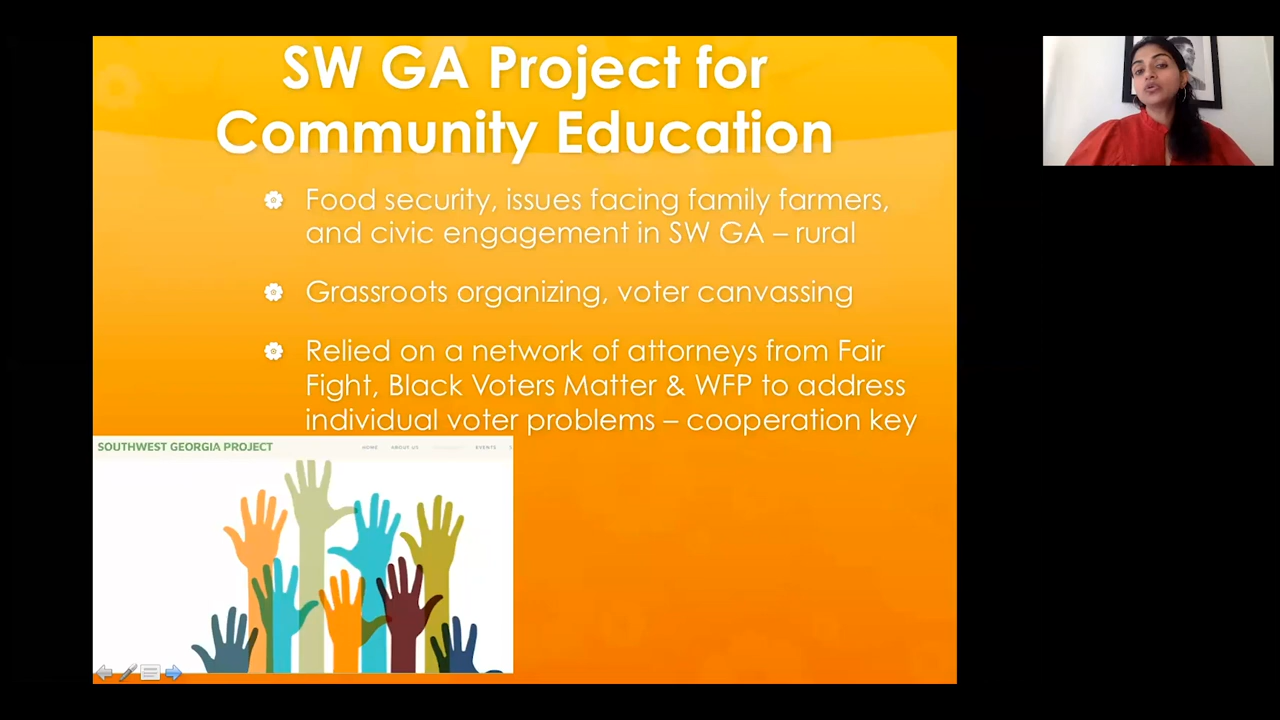 SW GA Project for
Community Education
Food security, issues facing family farmers,
and civic engagement in SW GA – rural
Grassroots organizing, voter canvassing
Relied on a network of attorneys from Fair
Fight, Black Voters Matter & WFP to address
individual voter problems – cooperation key
SOUTHWEST GEORGIA PROJECT
HOME ABOUT US EVENTS